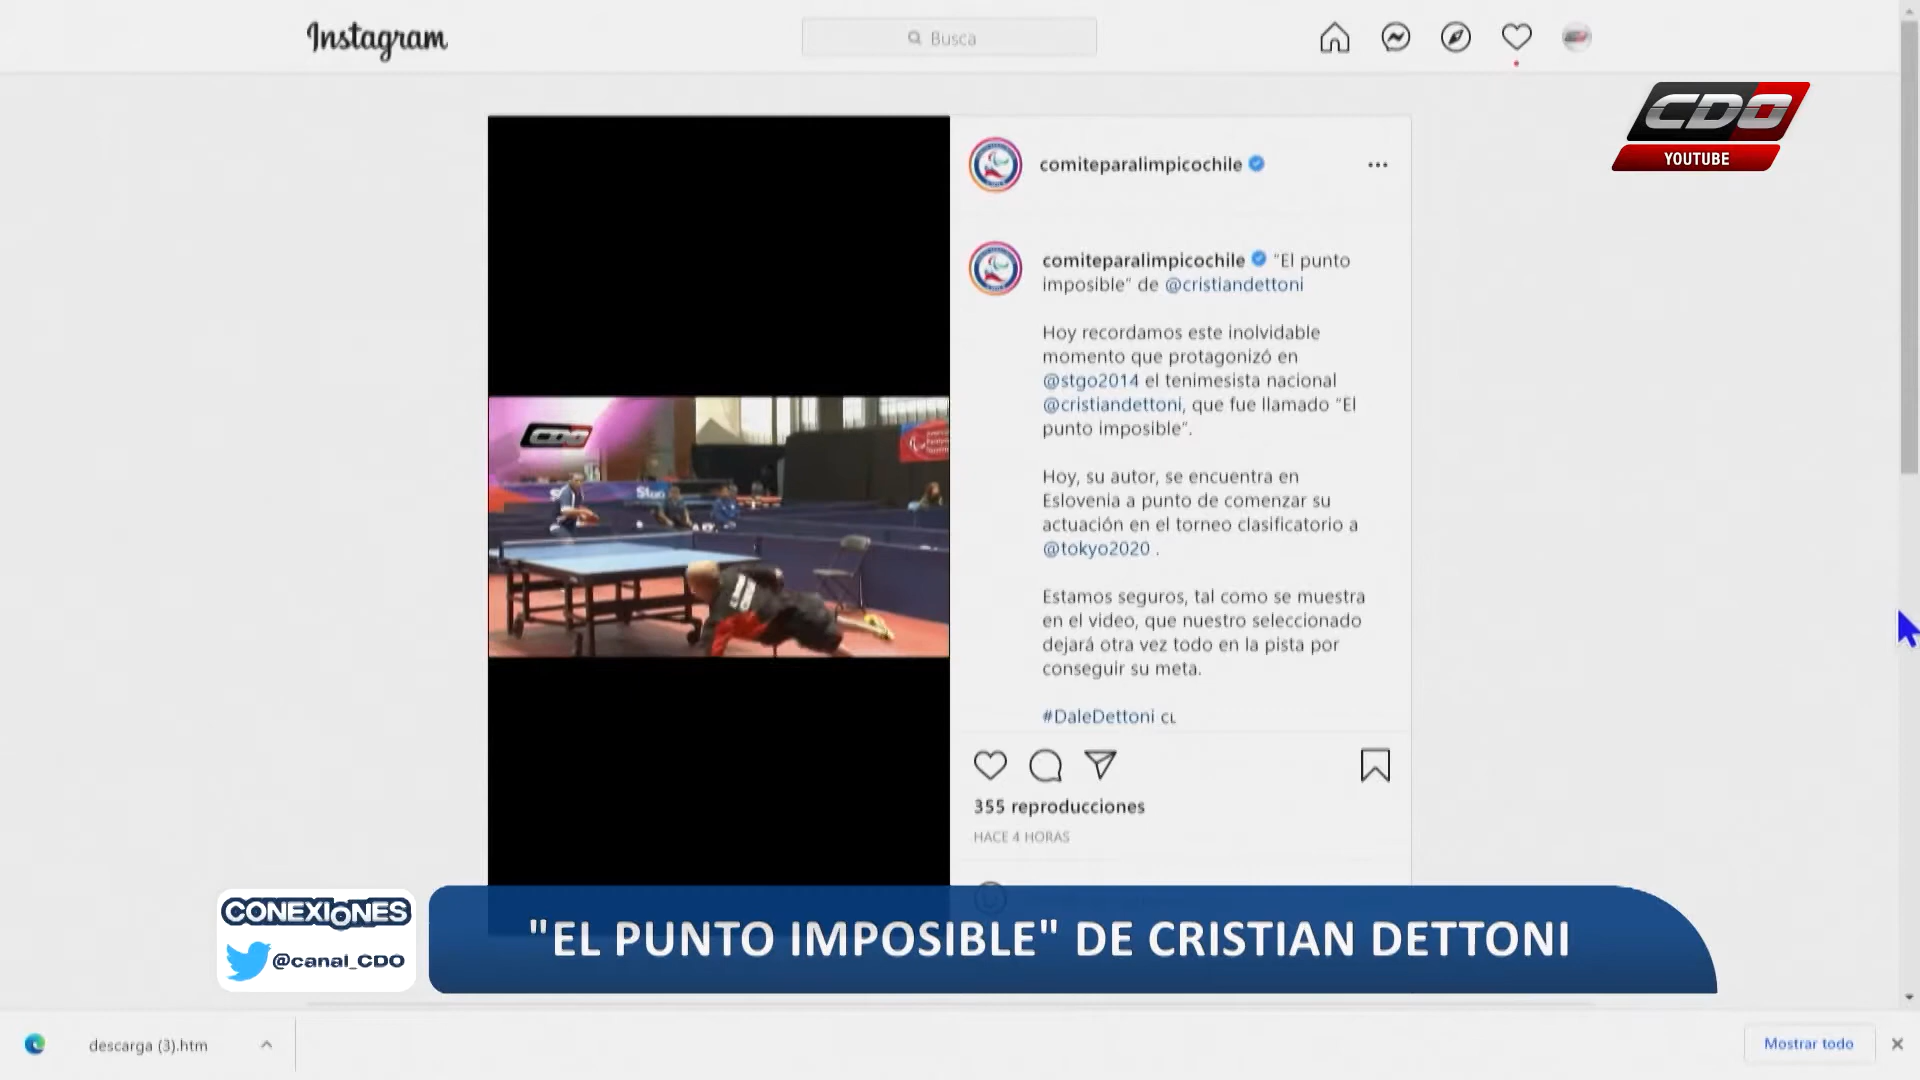 Instagram
Busca
CDO
YOUTUBE
comiteparalimpicochile
comiteparalimpicochile "El punto
imposible" de @cristiandettoni
Hoy recordamos este inolvidable
momento que protagonizó en
@stgo2014 el tenimesista nacional
@cristiandettoni, que fue llamado "El
punto imposible".
Hoy, su autor, se encuentra en
Eslovenia a punto de comenzar su
actuación en el torneo clasificatorio a
@tokyo2020 .
Estamos seguros, tal como se muestra
en el video, que nuestro seleccionado
dejará otra vez todo en la pista por
conseguir su meta.
#DaleDettoni CL
CDO
355 reproducciones
HACE 4 HORAS
CONEXIONES
@canal_CDO
"EL PUNTO IMPOSIBLE" DE CRISTIAN DETTONI
descarga (3).htm
Mostrar todo